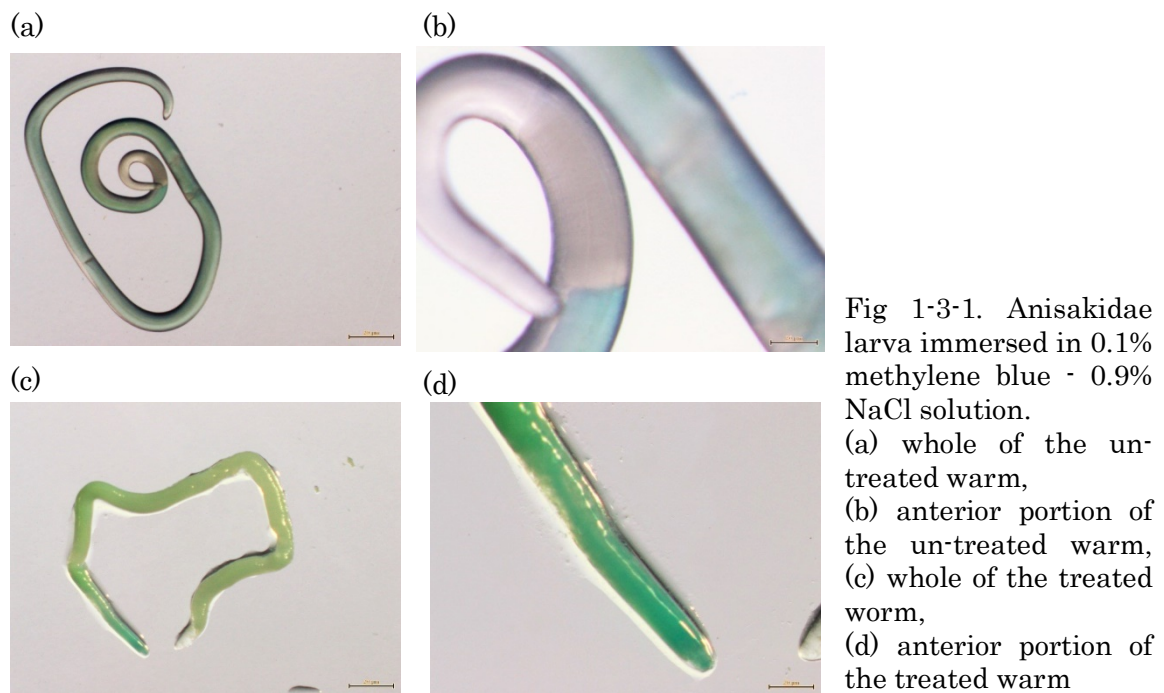 (a)
(b)
(c)
(d)
Fig 1-3-1. Anisakidae
larva immersed in 0.1%
methylene blue - 0.9%
NaCl solution.
(a) whole of the un-
treated warm,
(b) anterior portion of
the un-treated warm,
(c) whole of the treated
worm,
(d) anterior portion of
the treated warm